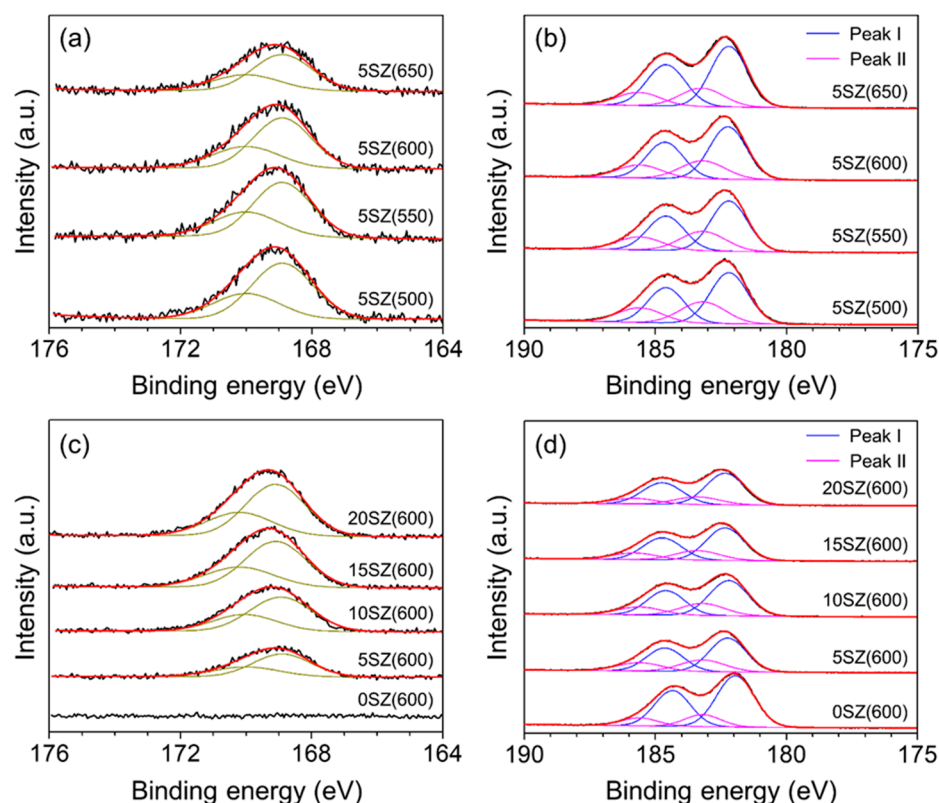 (a)
5SZ(650)
5SZ(600)
5SZ(550)
5SZ(500)
Intensity (a.u.)
176 172 168 164
Binding energy (eV)
(b)
Peak I
Peak II
5SZ(650)
5SZ(600)
5SZ(550)
5SZ(500)
Intensity (a.u.)
190 185 180 175
Binding energy (eV)
(c)
20SZ(600)
15SZ(600)
10SZ(600)
5SZ(600)
0SZ(600)
Intensity (a.u.)
176 172 168 164
Binding energy (eV)
(d)
Peak I
Peak II
20SZ(600)
15SZ(600)
10SZ(600)
5SZ(600)
0SZ(600)
Intensity (a.u.)
190 185 180 175
Binding energy (eV)